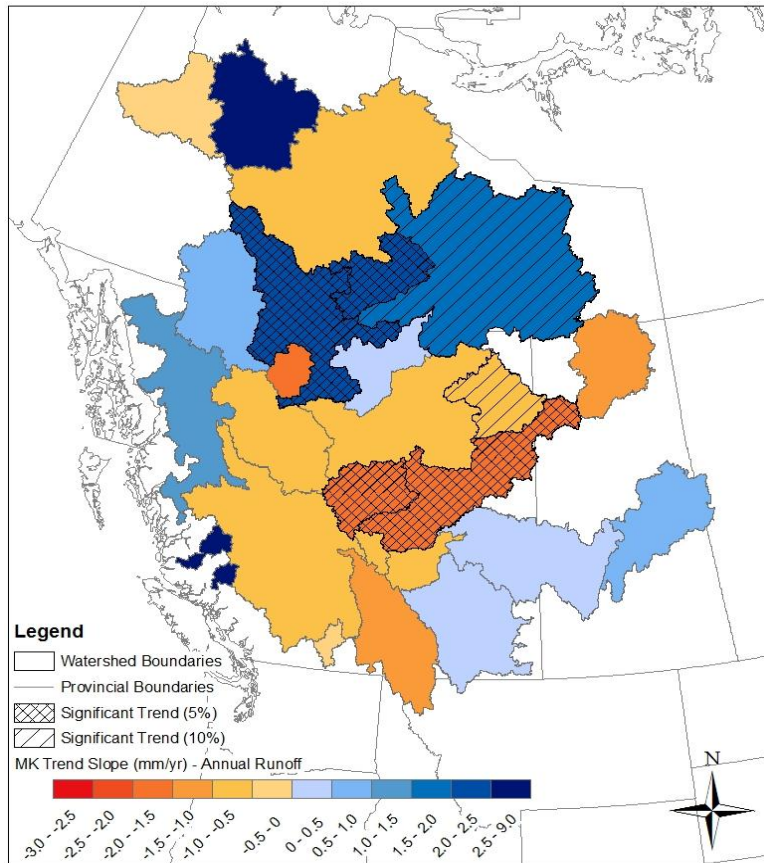 N
Legend
Watershed Boundaries
Provincial Boundaries
Significant Trend (5%)
Significant Trend (10%)
MK Trend Slope (mm/yr) - Annual Runoff
-3.0 - -2.5
-2.5 - -2.0
-2.0 - -1.5
-1.5 - -1.0
-1.0 - -0.5
-0.5 - 0
0 - 0.5
0.5 - 1.0
1.0 - 1.5
1.5 - 2.0
2.0 - 2.5
2.5 - 9.0